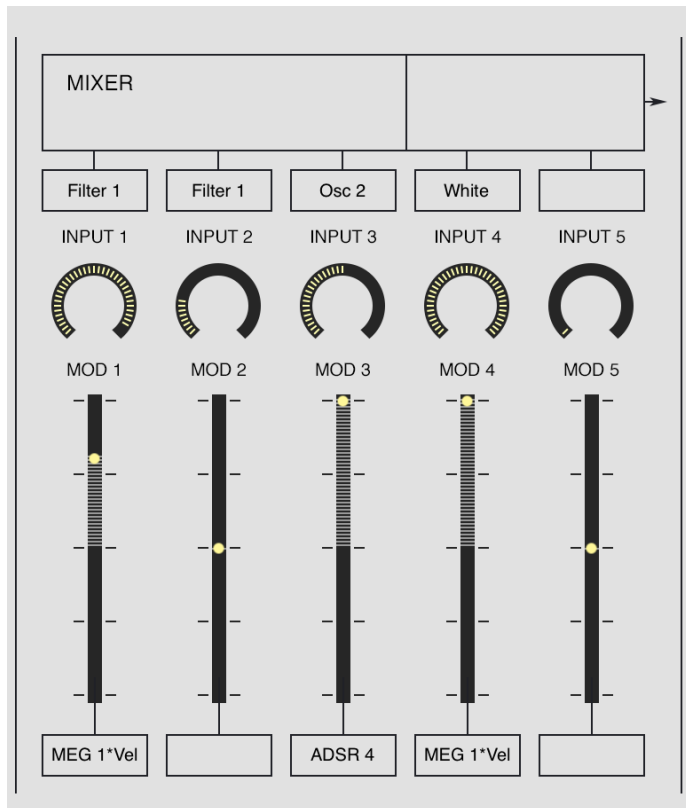 MIXER
Filter 1 Filter 1 Osc 2 White
INPUT 1 INPUT 2 INPUT 3 INPUT 4 INPUT 5
MOD 1 MOD 2 MOD 3 MOD 4 MOD 5
MEG 1*Vel ADSR 4 MEG 1*Vel